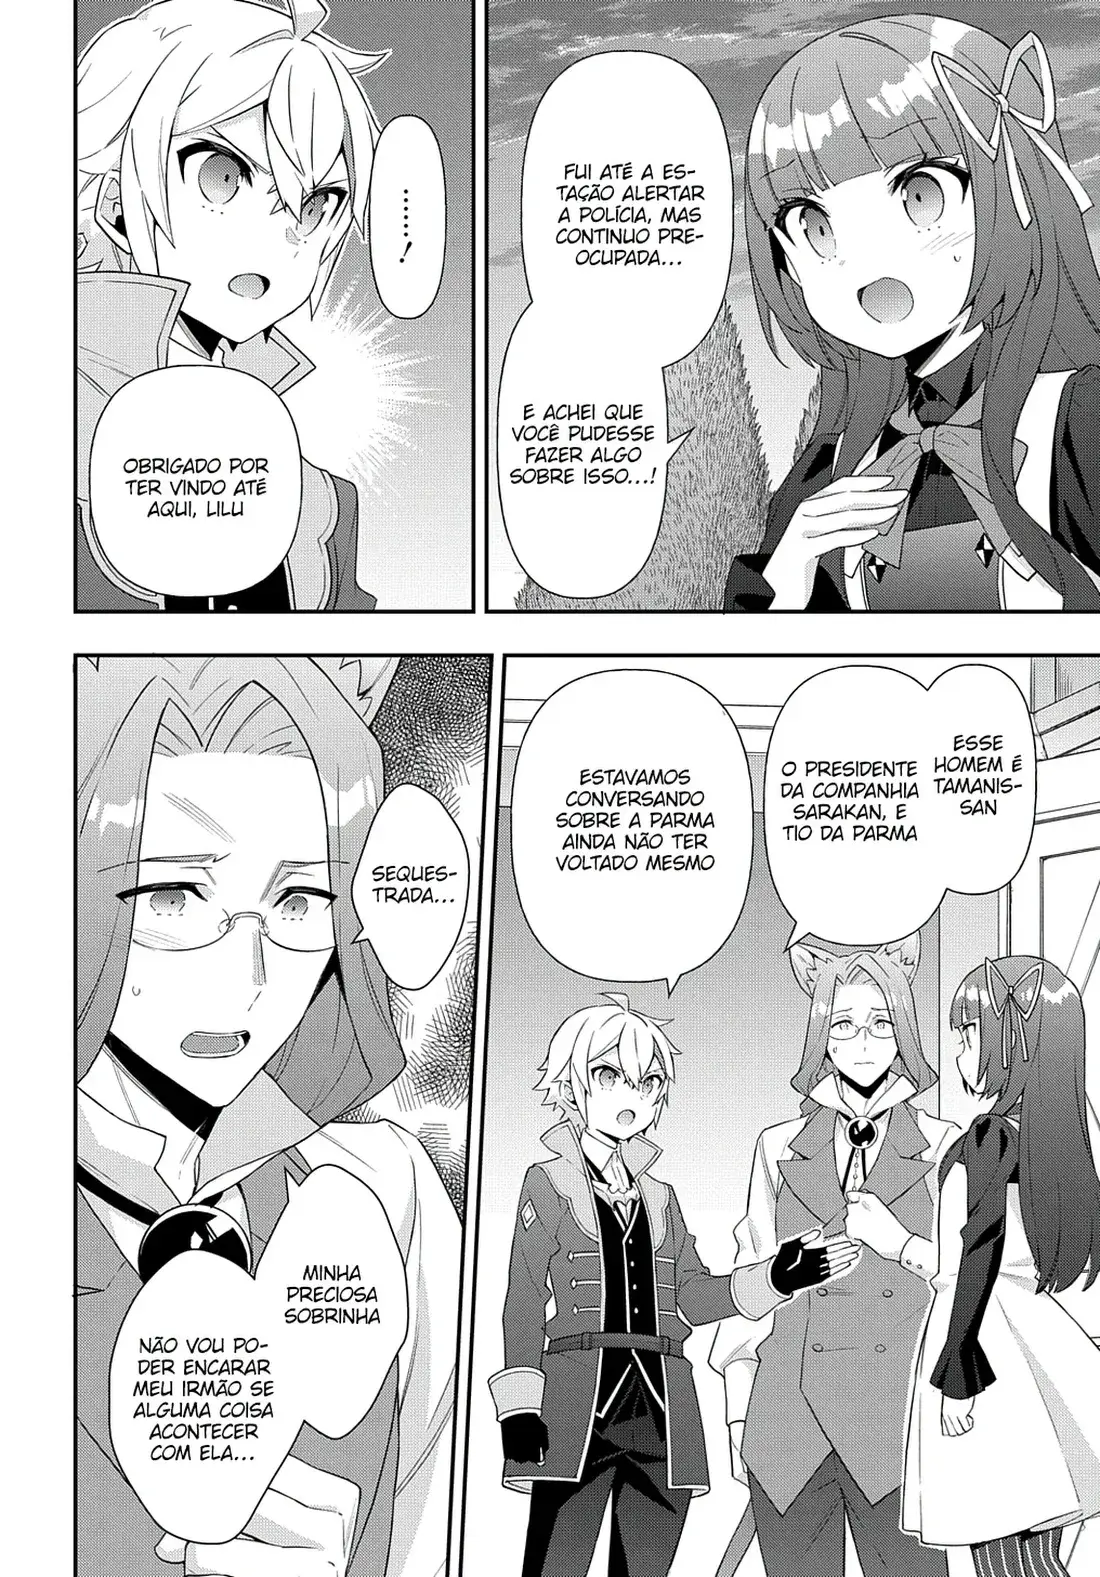 FUI ATÉ A ES-
TAÇÃO ALERTAR
A POLÍCIA, MAS
CONTINUO PRE-
OCUPADA...
E ACHEI QUE
VOCÊ PUDESSE
FAZER ALGO
SOBRE ISSO...!
......!
OBRIGADO POR
TER VINDO ATÉ
AQUI, LILU
ESSE
HOMEM É
TAMANIS-
SAN
O PRESIDENTE
DA COMPANHIA
SARAKAN, E
TIO DA PARMA
ESTAVAMOS
CONVERSANDO
SOBRE A PARMA
AINDA NÃO TER
VOLTADO MESMO
SEQUES-
TRADA...
MINHA
PRECIOSA
SOBRINHA
NÃO VOU PO-
DER ENCARAR
MEU IRMÃO SE
ALGUMA COISA
ACONTECER
COM ELA...